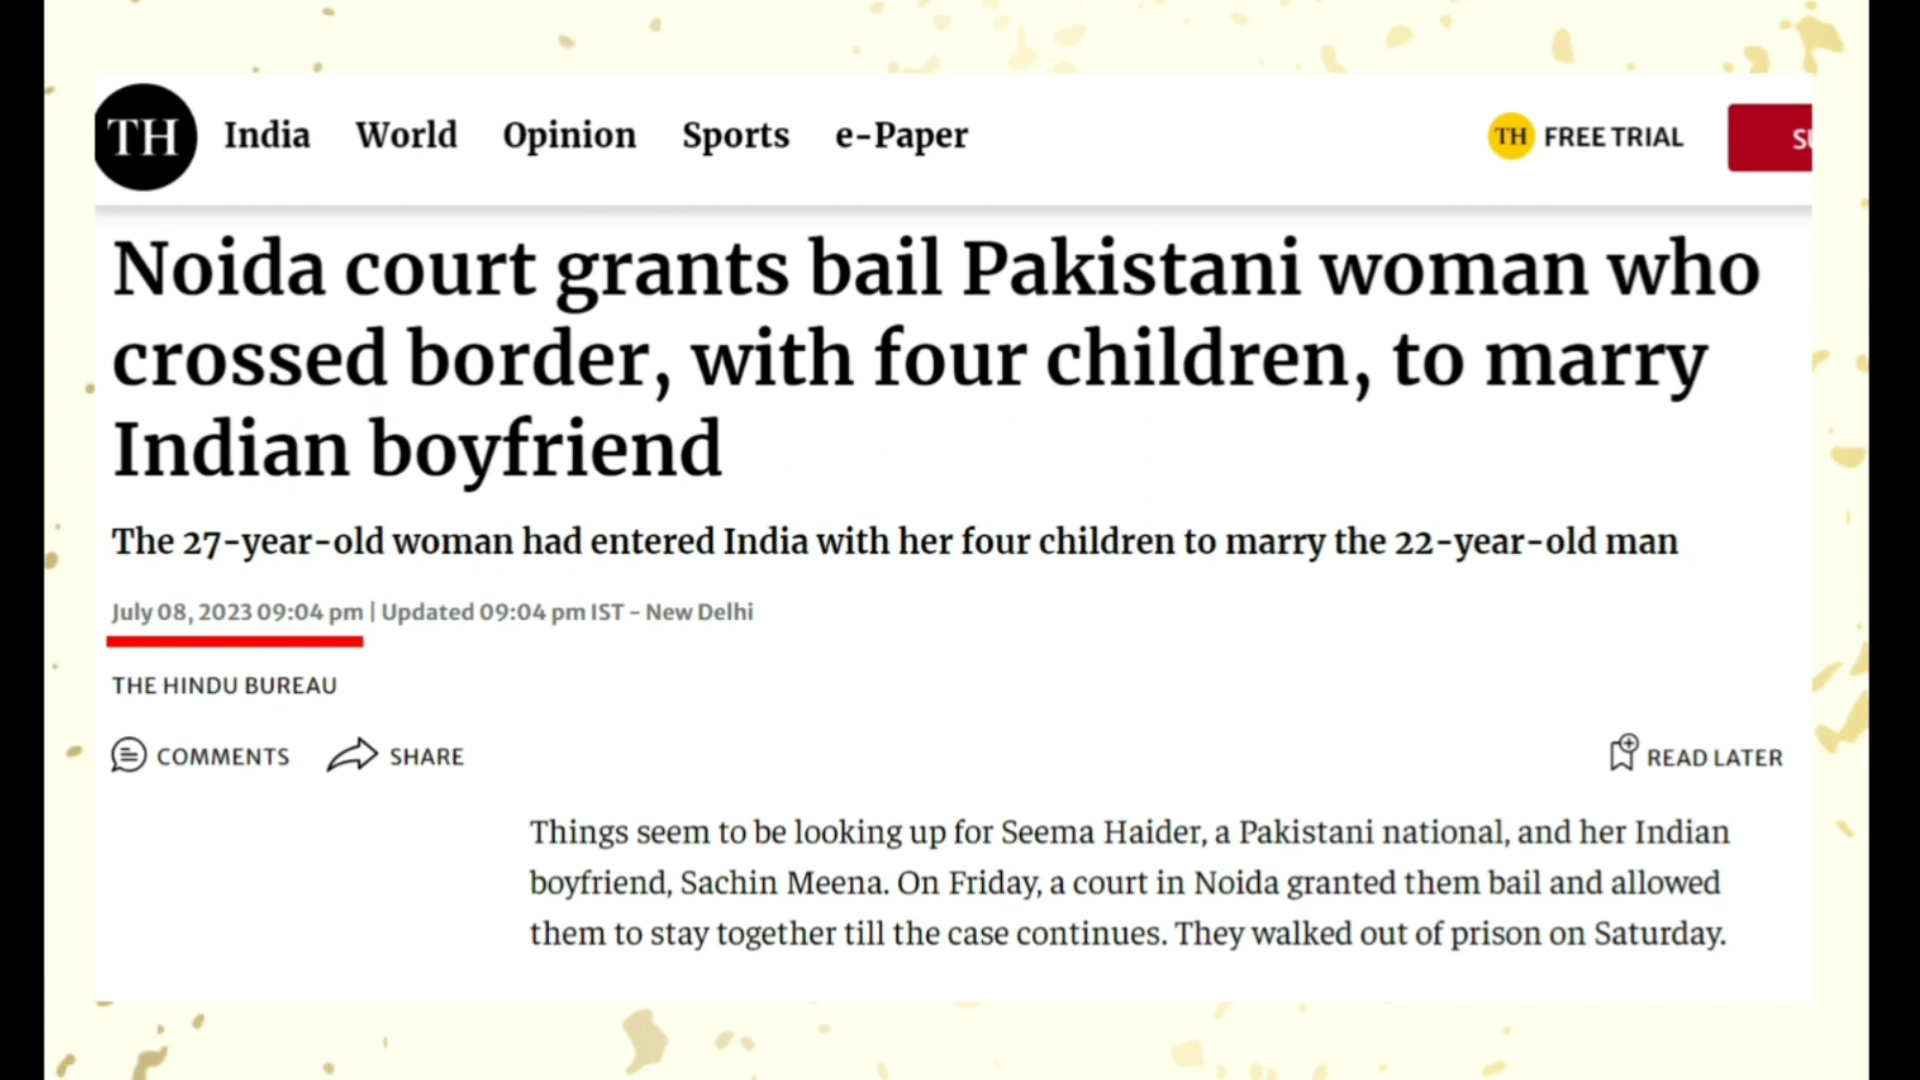 TH India World Opinion Sports e-Paper TH FREE TRIAL
Noida court grants bail Pakistani woman who
crossed border, with four children, to marry
Indian boyfriend
The 27-year-old woman had entered India with her four children to marry the 22-year-old man
July 08, 2023 09:04 pm | Updated 09:04 pm IST - New Delhi
THE HINDU BUREAU
COMMENTS SHARE READ LATER
Things seem to be looking up for Seema Haider, a Pakistani national, and her Indian
boyfriend, Sachin Meena. On Friday, a court in Noida granted them bail and allowed
them to stay together till the case continues. They walked out of prison on Saturday.